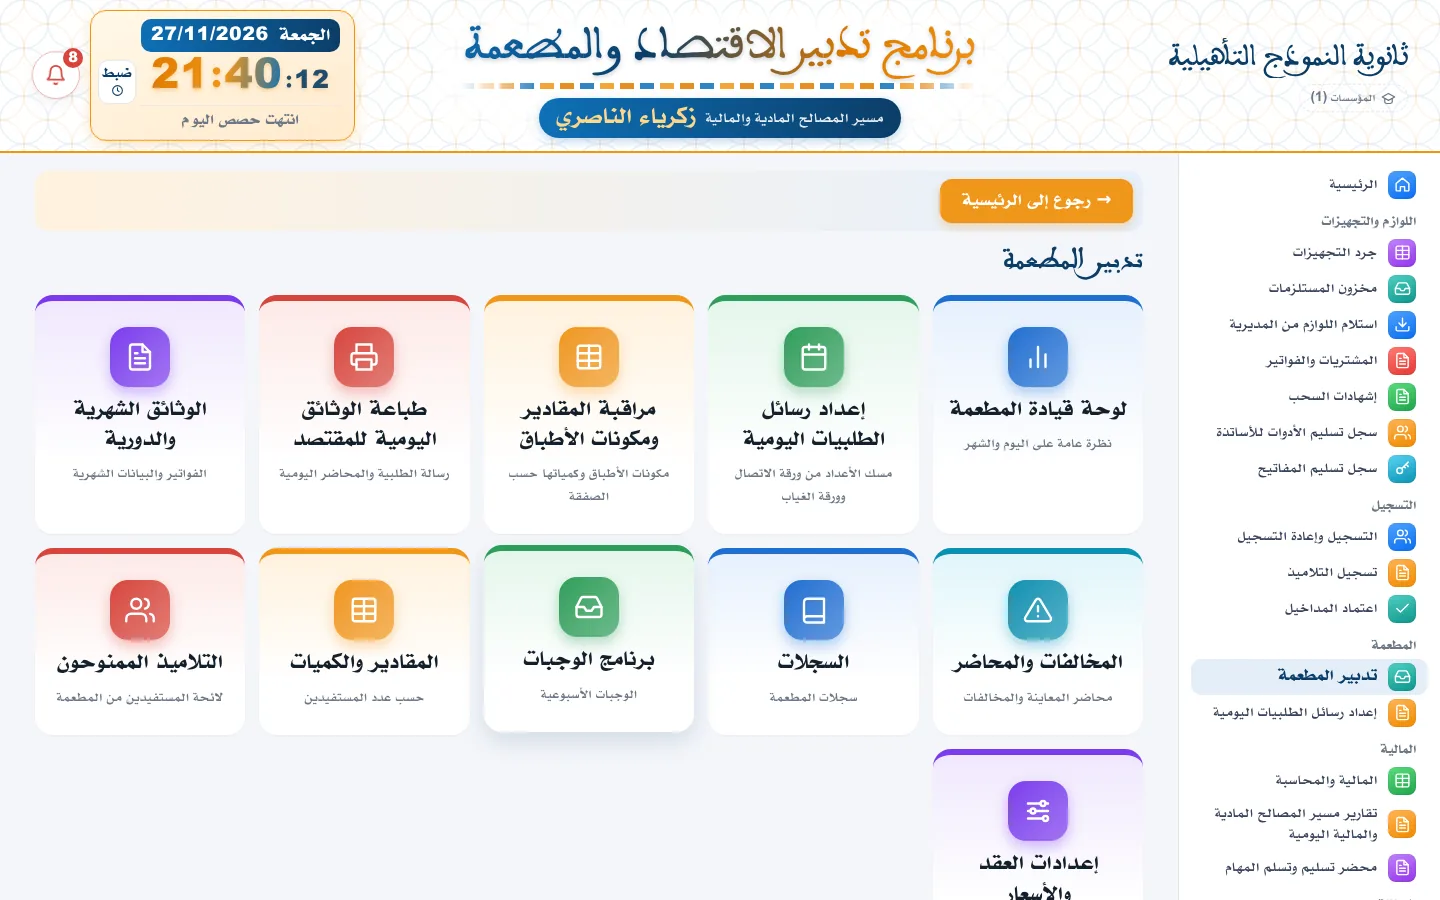 ثانوية النموذج التأهيلية
المؤسسات (1)
برنامج تدبير الاقتصاد والمطعمة
مسير المصالح المادية والمالية زكرياء الناصري
الجمعة 27/11/2026
21:40:12
ضبط
انتهت حصص اليوم
8
الرئيسية
اللوازم والتجهيزات
جرد التجهيزات
مخزون المستلزمات
استلام اللوازم من المديرية
المشتريات والفواتير
إشهادات السحب
سجل تسليم الأدوات للأساتذة
سجل تسليم المفاتيح
التسجيل
التسجيل وإعادة التسجيل
تسجيل التلاميذ
اعتماد المداخيل
المطعمة
تدبير المطعمة
إعداد رسائل الطلبيات اليومية
المالية
المالية والمحاسبة
تقارير مسير المصالح المادية
والمالية اليومية
محضر تسليم وتسلم المهام
→ رجوع إلى الرئيسية
تدبير المطعمة
لوحة قيادة المطعمة
نظرة عامة على اليوم والشهر
إعداد رسائل
الطلبيات اليومية
مسك الأعداد من ورقة الاتصال
وورقة الغياب
مراقبة المقادير
ومكونات الأطباق
مكونات الأطباق وكمياتها حسب
الصفقة
طباعة الوثائق
اليومية للمقتصد
رسالة الطلبية والمحاضر اليومية
الوثائق الشهرية
والدورية
الفواتير والبيانات الشهرية
المخالفات والمحاضر
محاضر المعاينة والمخالفات
السجلات
سجلات المطعمة
برنامج الوجبات
الوجبات الأسبوعية
المقادير والكميات
حسب عدد المستفيدين
التلاميذ الممنوحون
لائحة المستفيدين من المطعمة
إعدادات العقد
والأسعار